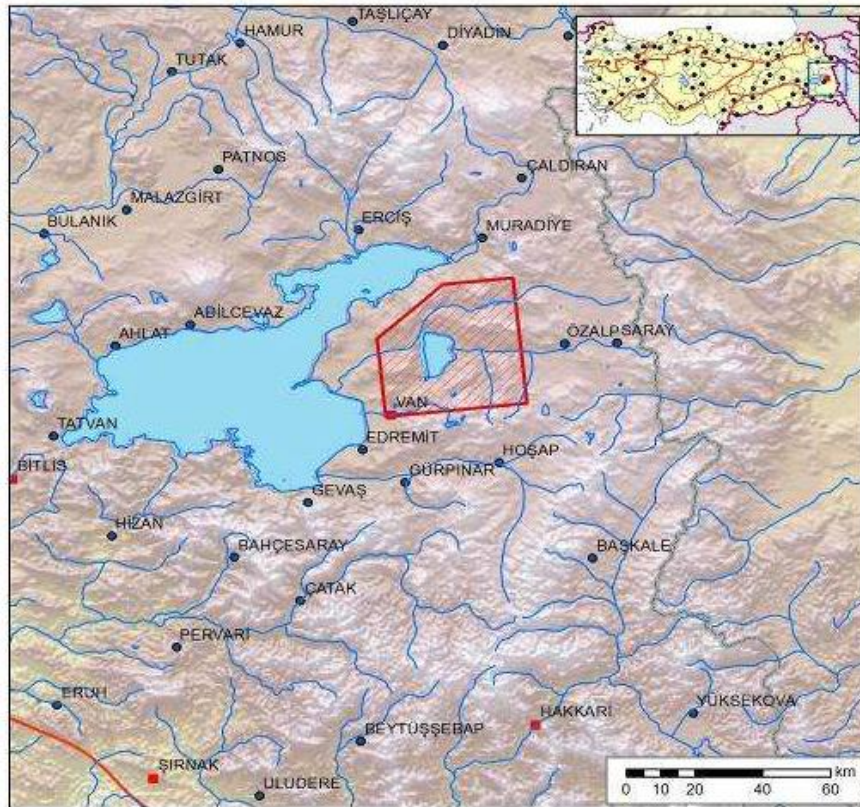 TAŞLIÇAY
HAMUR
DİYADİN
TUTAK
PATNOS
ÇALDIRAN
MALAZGİRT
BULANIK
ERCİŞ
MURADİYE
ABİLCEVAZ
AHLAT
ÖZALP
SARAY
VAN
TATVAN
EDREMİT
BİTLİS
HOŞAP
GÜRPINAR
GEVAŞ
HİZAN
BAHÇESARAY
BAŞKALE
ÇATAK
PERVARİ
ERUH
HAKKARİ
YÜKSEKOVA
BEYTÜŞŞEBAP
ŞIRNAK
ULUDERE
km
0 10 20 40 60